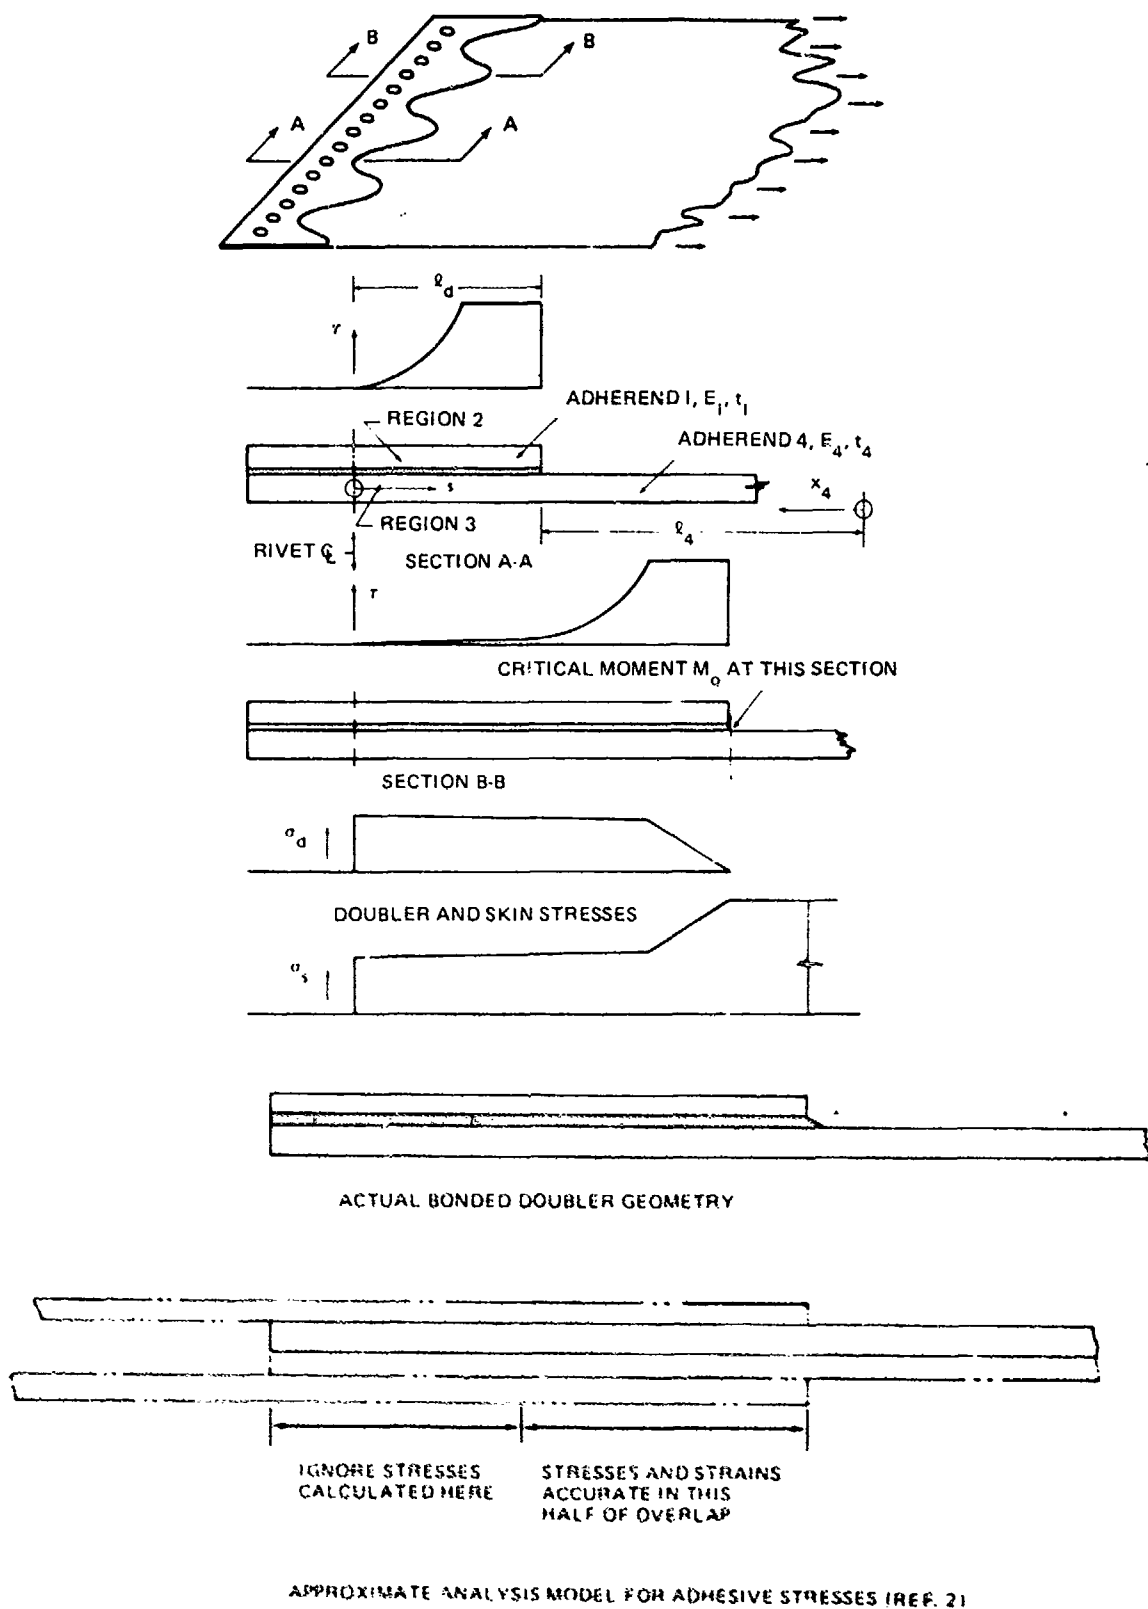 B
B
A
A
ℓd
γ
ADHEREND 1, E1, t1
REGION 2
ADHEREND 4, E4, t4
s
x4
REGION 3
ℓ4
RIVET ℄
SECTION A-A
τ
CRITICAL MOMENT Mo AT THIS SECTION
SECTION B-B
σd
DOUBLER AND SKIN STRESSES
σs
ACTUAL BONDED DOUBLER GEOMETRY
IGNORE STRESSES
CALCULATED HERE
STRESSES AND STRAINS
ACCURATE IN THIS
HALF OF OVERLAP
APPROXIMATE ANALYSIS MODEL FOR ADHESIVE STRESSES (REF. 2)